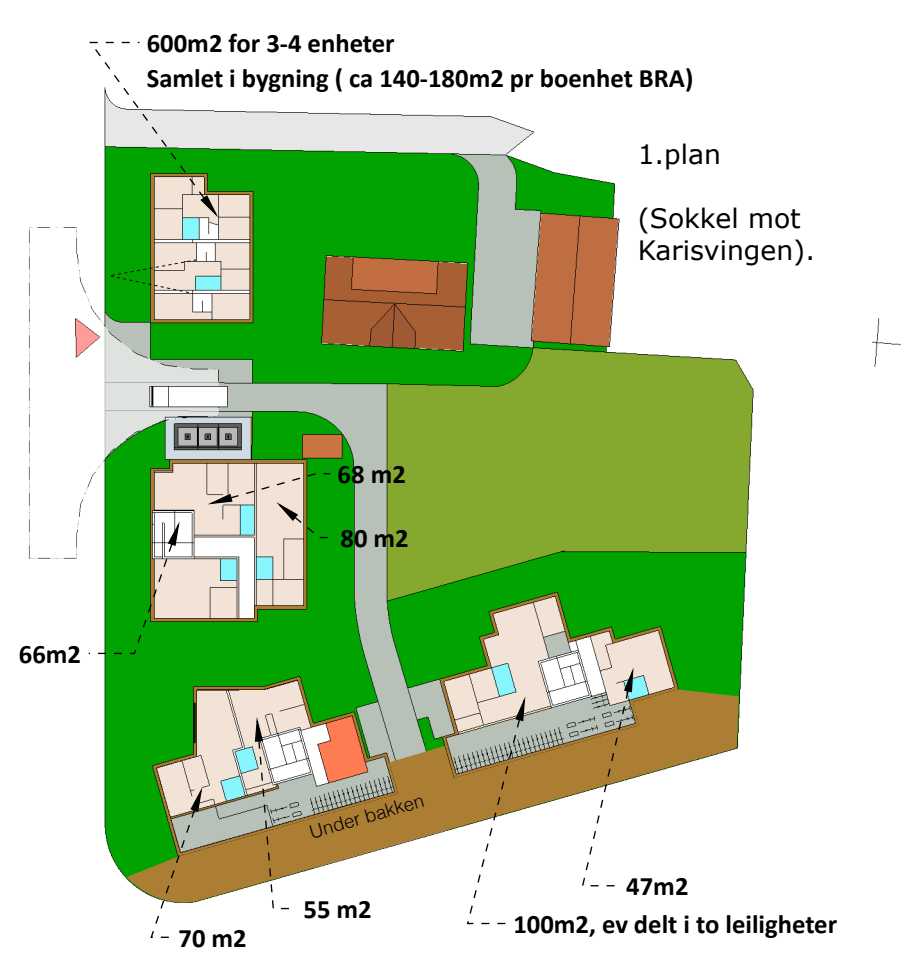 600m2 for 3-4 enheter
Samlet i bygning ( ca 140-180m2 pr boenhet BRA)
1.plan
(Sokkel mot
Karisvingen).
68 m2
80 m2
66m2
Under bakken
47m2
55 m2
100m2, ev delt i to leiligheter
70 m2